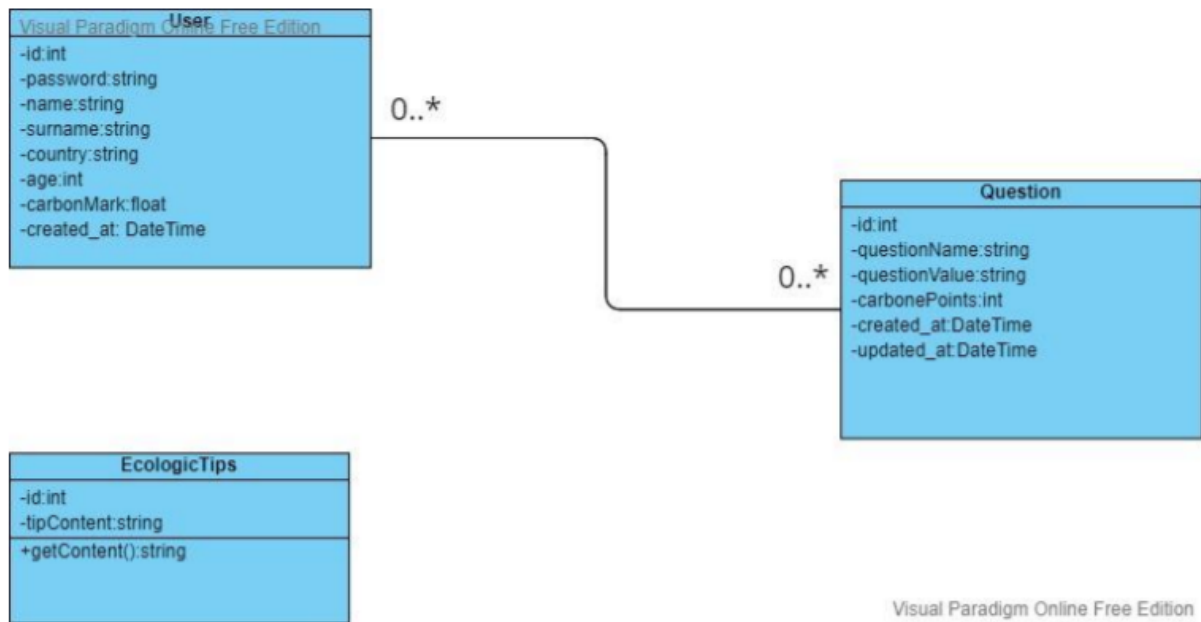 User
Visual Paradigm Online Free Edition
-id:int
-password:string
-name:string
-surname:string
-country:string
-age:int
-carbonMark:float
-created_at: DateTime
0..*
0..*
Question
-id:int
-questionName:string
-questionValue:string
-carbonePoints:int
-created_at:DateTime
-updated_at:DateTime
EcologicTips
-id:int
-tipContent:string
+getContent():string
Visual Paradigm Online Free Edition